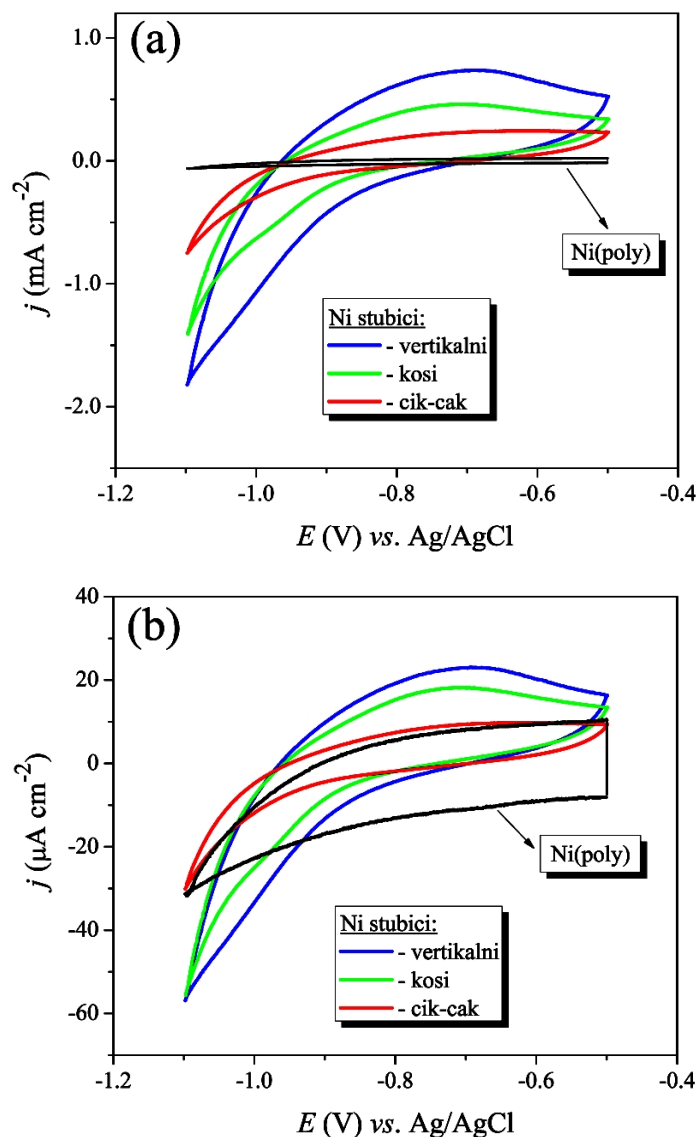 (a)
1.0
0.0
-1.0
-2.0
j (mA cm-2)
Ni(poly)
Ni stubici:
- vertikalni
- kosi
- cik-cak
-1.2 -1.0 -0.8 -0.6 -0.4
E (V) vs. Ag/AgCl
(b)
40
20
0
-20
-40
-60
j (μA cm-2)
Ni(poly)
Ni stubici:
- vertikalni
- kosi
- cik-cak
-1.2 -1.0 -0.8 -0.6 -0.4
E (V) vs. Ag/AgCl